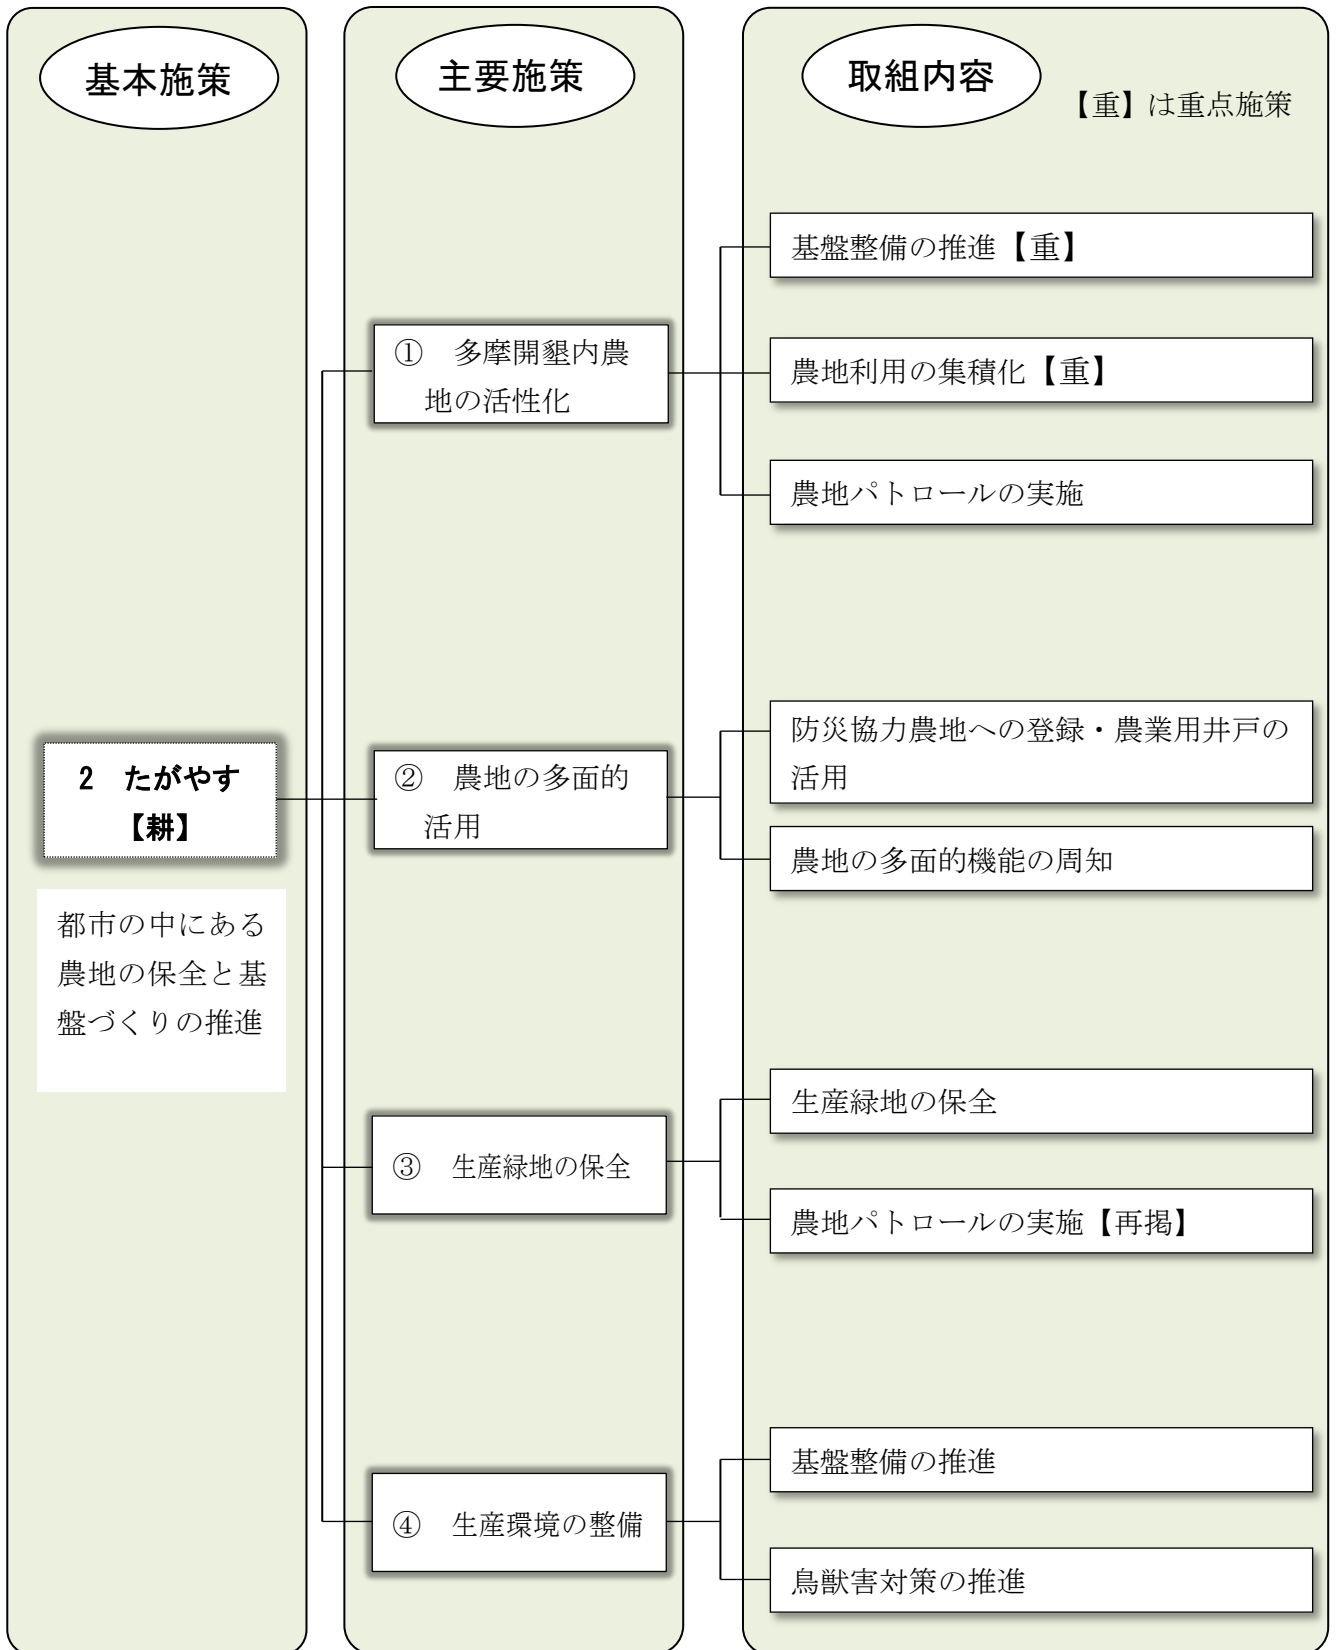 基本施策
主要施策
取組内容
【重】は重点施策
2 たがやす
【耕】
都市の中にある
農地の保全と基
盤づくりの推進
① 多摩開墾内農
地の活性化
基盤整備の推進【重】
農地利用の集積化【重】
農地パトロールの実施
② 農地の多面的
活用
防災協力農地への登録・農業用井戸の
活用
農地の多面的機能の周知
③ 生産緑地の保全
生産緑地の保全
農地パトロールの実施【再掲】
④ 生産環境の整備
基盤整備の推進
鳥獣害対策の推進